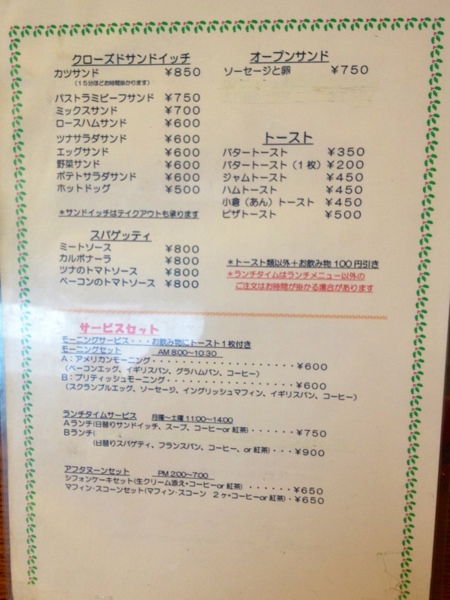 クローズドサンドイッチ
カツサンド ￥850
(15分ほどお時間掛かります)
パストラミビーフサンド ￥750
ミックスサンド ￥700
ロースハムサンド ￥600
ツナサラダサンド ￥600
エッグサンド ￥600
野菜サンド ￥600
ポテトサラダサンド ￥600
ホットドッグ ￥500
*サンドイッチはテイクアウトも承ります
スパゲッティ
ミートソース ￥800
カルボナーラ ￥800
ツナのトマトソース ￥800
ベーコンのトマトソース ￥800
オープンサンド
ソーセージと卵 ￥750
トースト
バタートースト ￥350
バタートースト(1枚) ￥200
ジャムトースト ￥450
ハムトースト ￥450
小倉(あん)トースト ￥450
ピザトースト ￥500
*トースト類以外+お飲み物100円引き
*ランチタイムはランチメニュー以外の
ご注文はお時間が掛かる場合があります
サービスセット
モーニングサービス・・・お飲み物にトースト1枚付き
モーニングセット AM 8:00~10:30
A:アメリカンモーニング・・・・・・・・・・・・・・・・・・￥600
(ベーコンエッグ、イギリスパン、グラハムパン、コーヒー)
B:ブリティッシュモーニング・・・・・・・・・・・・・・・・￥600
(スクランブルエッグ、ソーセージ、イングリッシュマフィン、イギリスパン、コーヒー)
ランチタイムサービス 月曜~土曜 11:00~14:00
Aランチ(日替りサンドイッチ、スープ、コーヒーor紅茶)・・・・・・￥750
Bランチ(
(日替りスパゲティ、フランスパン、コーヒー、or紅茶)・・・￥900
アフタヌーンセット PM 2:00~7:00
シフォンケーキセット(生クリーム添え・コーヒーor紅茶)・・・・・・￥650
マフィン・スコーンセット(マフィン・スコーン 2ヶ・コーヒーor紅茶)・￥650